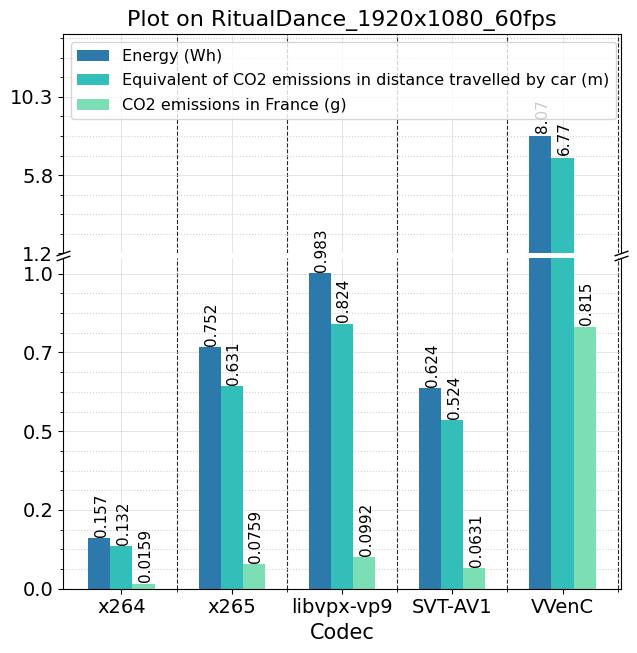 Plot on RitualDance_1920x1080_60fps
Energy (Wh)
Equivalent of CO2 emissions in distance travelled by car (m)
CO2 emissions in France (g)
10.3
5.8
1.2
1.0
0.7
0.5
0.2
0.0
0.157
0.132
0.0159
0.752
0.631
0.0759
0.983
0.824
0.0992
0.624
0.524
0.0631
8.07
6.77
0.815
x264
x265
libvpx-vp9
SVT-AV1
VVenC
Codec